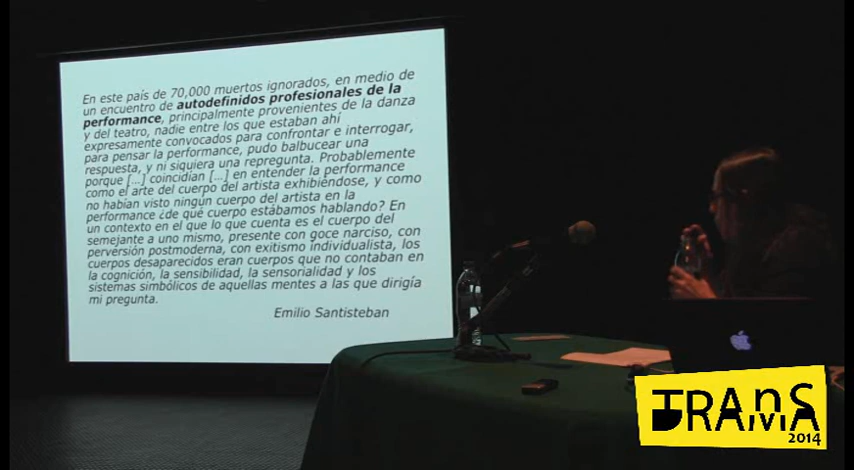 En este país de 70,000 muertos ignorados, en medio de
un encuentro de autodefinidos profesionales de la
performance, principalmente provenientes de la danza
y del teatro, nadie entre los que estaban ahí
expresamente convocados para confrontar e interrogar,
para pensar la performance, pudo balbucear una
respuesta, y ni siquiera una repregunta. Probablemente
porque [...] coincidían [...] en entender la performance
como el arte del cuerpo del artista exhibiéndose, y como
no habían visto ningún cuerpo del artista en la
performance ¿de qué cuerpo estábamos hablando? En
un contexto en el que lo que cuenta es el cuerpo del
semejante a uno mismo, presente con goce narciso, con
perversión postmoderna, con exitismo individualista, los
cuerpos desaparecidos eran cuerpos que no contaban en
la cognición, la sensibilidad, la sensorialidad y los
sistemas simbólicos de aquellas mentes a las que dirigía
mi pregunta.
Emilio Santisteban
TRANS
DRAMA
2014